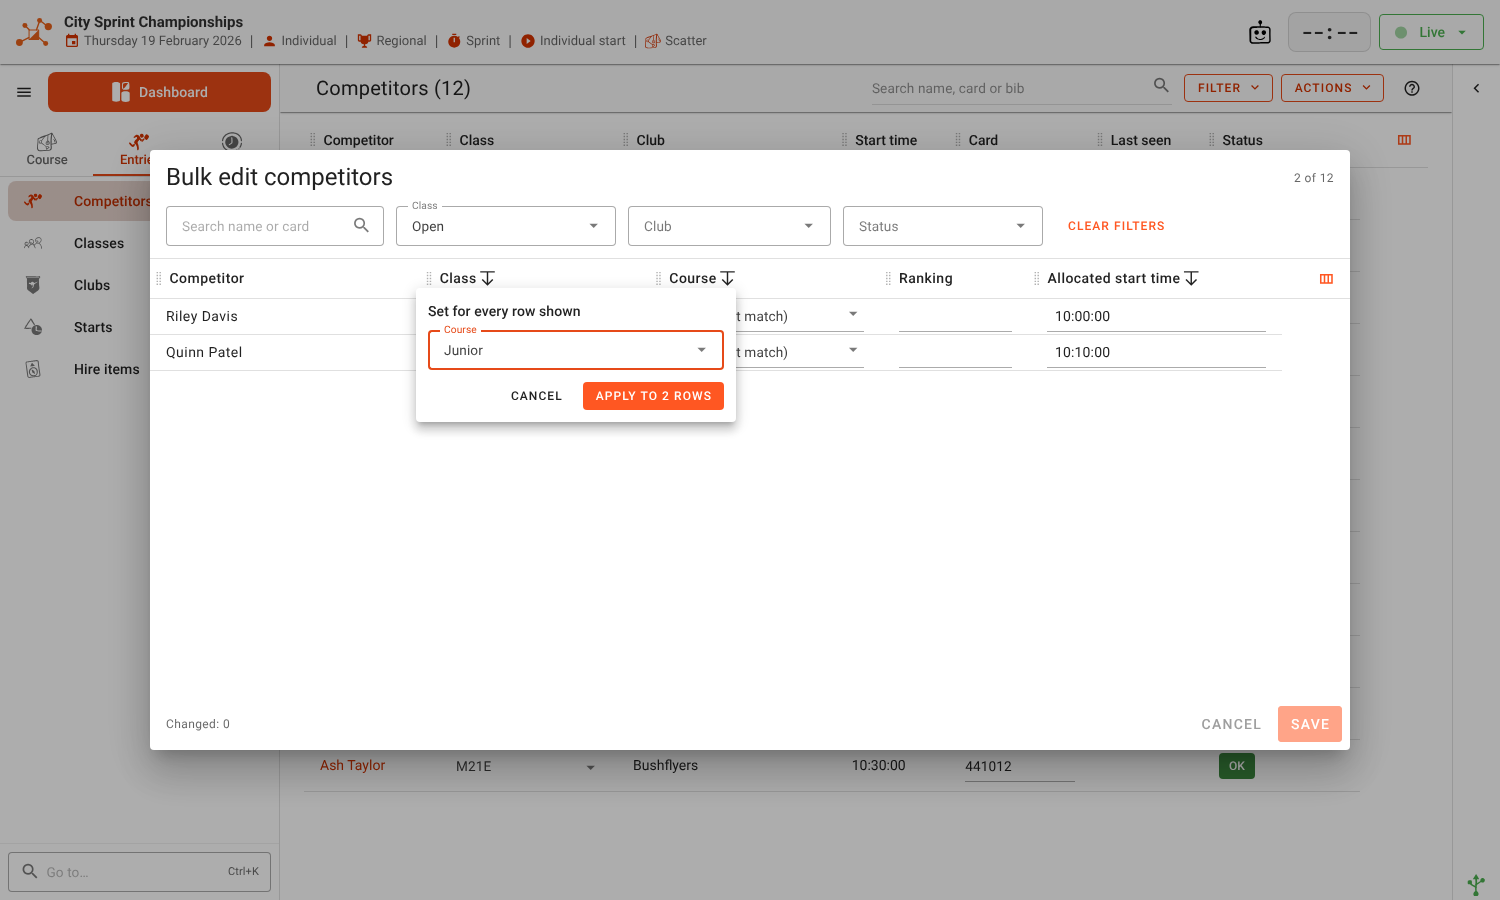 City Sprint Championships
Thursday 19 February 2026 | Individual | Regional | Sprint | Individual start | Scatter
--:--
Live
Dashboard
Competitors (12)
Search name, card or bib
FILTER
ACTIONS
Course
Entrie
Competitor Class Club Start time Card Last seen Status
Competitors
Classes
Clubs
Starts
Hire items
Bulk edit competitors
2 of 12
Search name or card
Class
Open
Club
Status
CLEAR FILTERS
Competitor Class Course Ranking Allocated start time
Riley Davis t match) 10:00:00
Quinn Patel t match) 10:10:00
Set for every row shown
Course
Junior
CANCEL
APPLY TO 2 ROWS
Changed: 0
CANCEL
SAVE
Ash Taylor M21E Bushflyers 10:30:00 441012 OK
Go to... Ctrl+K